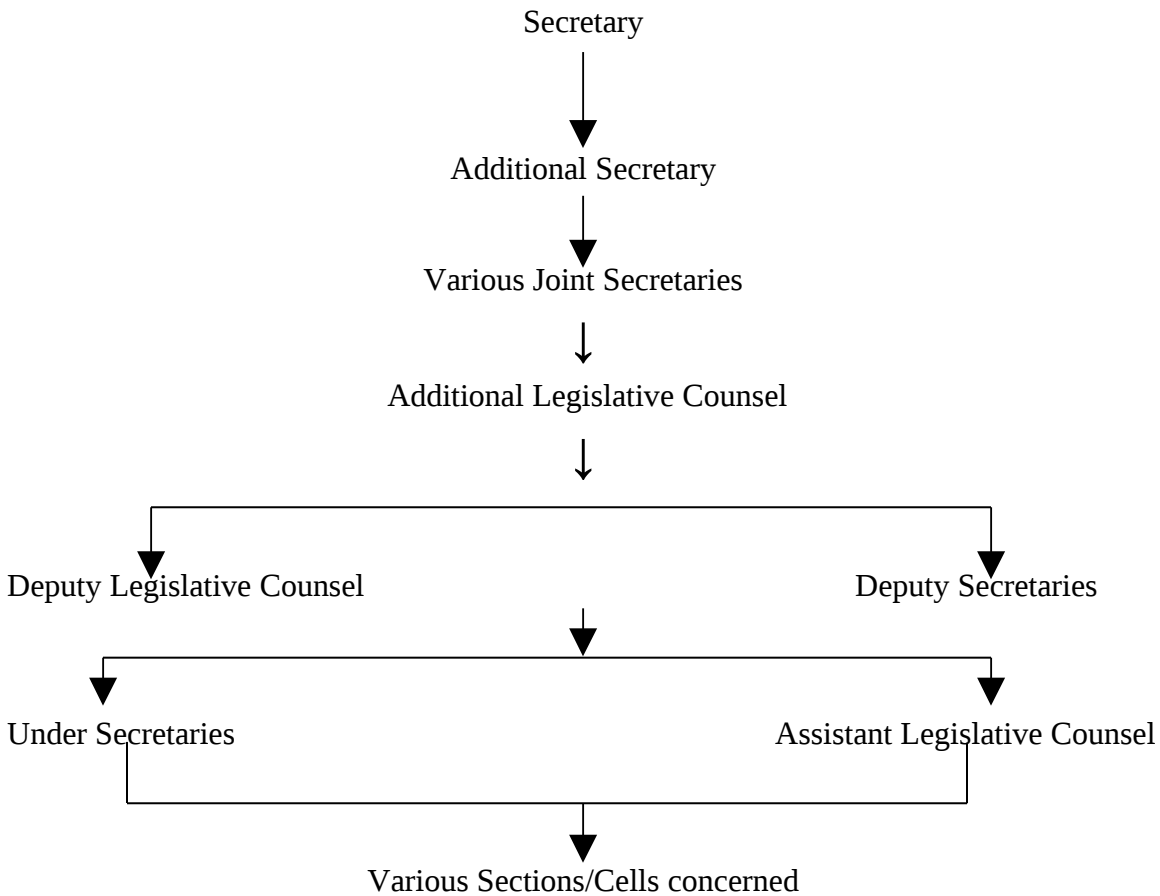 Secretary
Additional Secretary
Various Joint Secretaries
Additional Legislative Counsel
Deputy Legislative Counsel
Deputy Secretaries
Under Secretaries
Assistant Legislative Counsel
Various Sections/Cells concerned